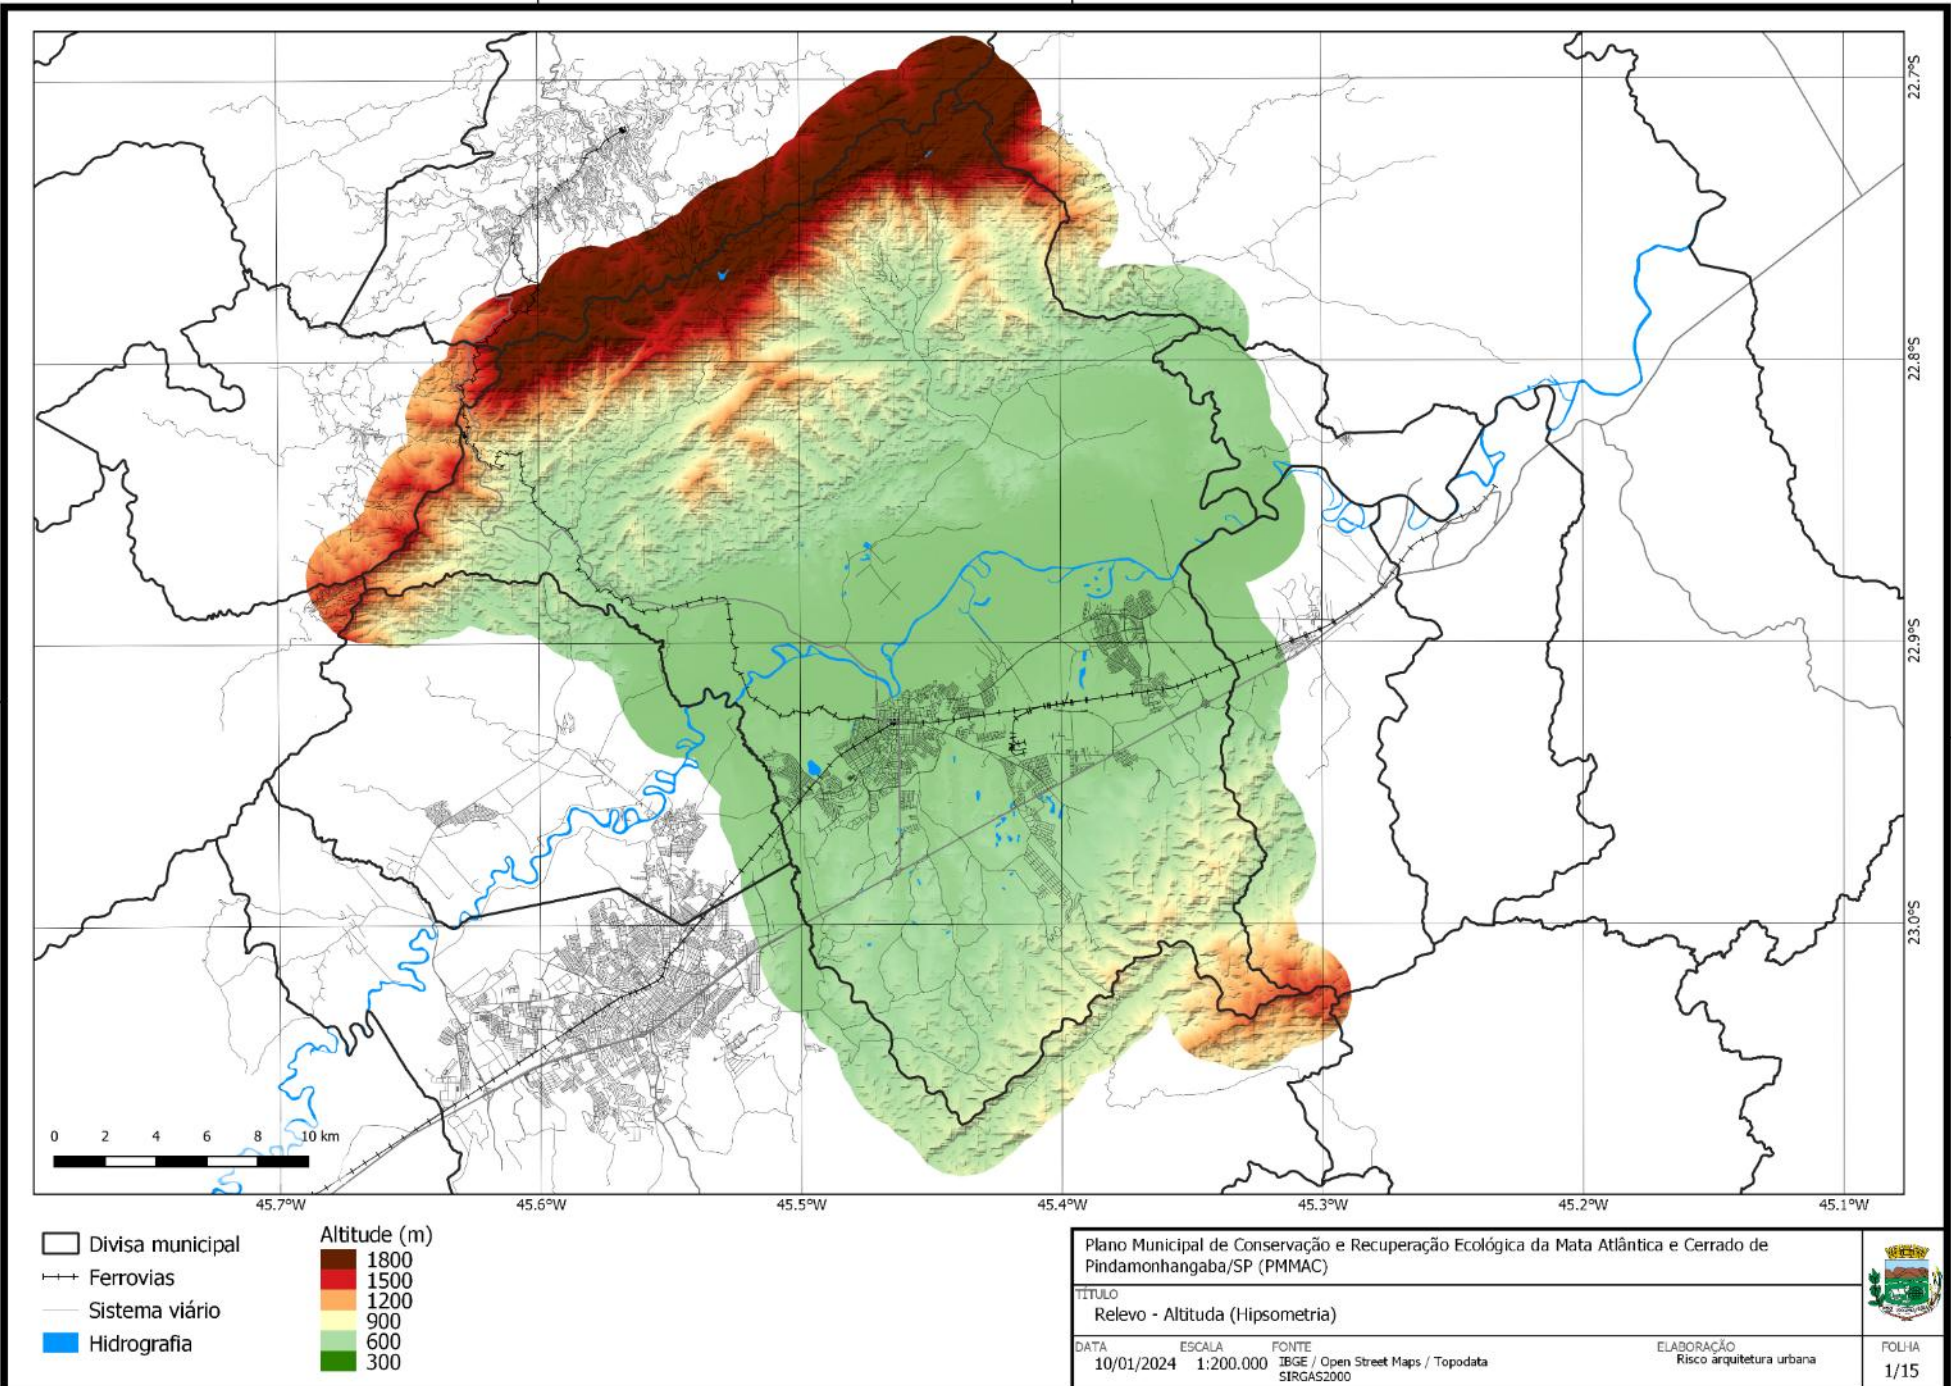 22.7°S
22.8°S
22.9°S
23.0°S
0 2 4 6 8 10 km
45.7°W 45.6°W 45.5°W 45.4°W 45.3°W 45.2°W 45.1°W
Divisa municipal
Ferrovias
Sistema viário
Hidrografia
Altitude (m)
1800
1500
1200
900
600
300
Plano Municipal de Conservação e Recuperação Ecológica da Mata Atlântica e Cerrado de
Pindamonhangaba/SP (PMMAC)
TÍTULO
Relevo - Altituda (Hipsometria)
DATA ESCALA FONTE ELABORAÇÃO FOLHA
10/01/2024 1:200.000 IBGE / Open Street Maps / Topodata Risco arquitetura urbana 1/15
SIRGAS2000